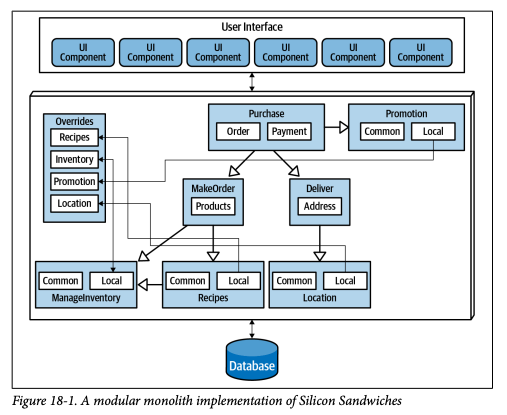 User Interface
UI Component
UI Component
UI Component
UI Component
UI Component
UI Component
Overrides
Recipes
Inventory
Promotion
Location
Purchase
Order Payment
Promotion
Common Local
MakeOrder
Products
Deliver
Address
Common Local
ManageInventory
Common Local
Recipes
Common Local
Location
Database
Figure 18-1. A modular monolith implementation of Silicon Sandwiches